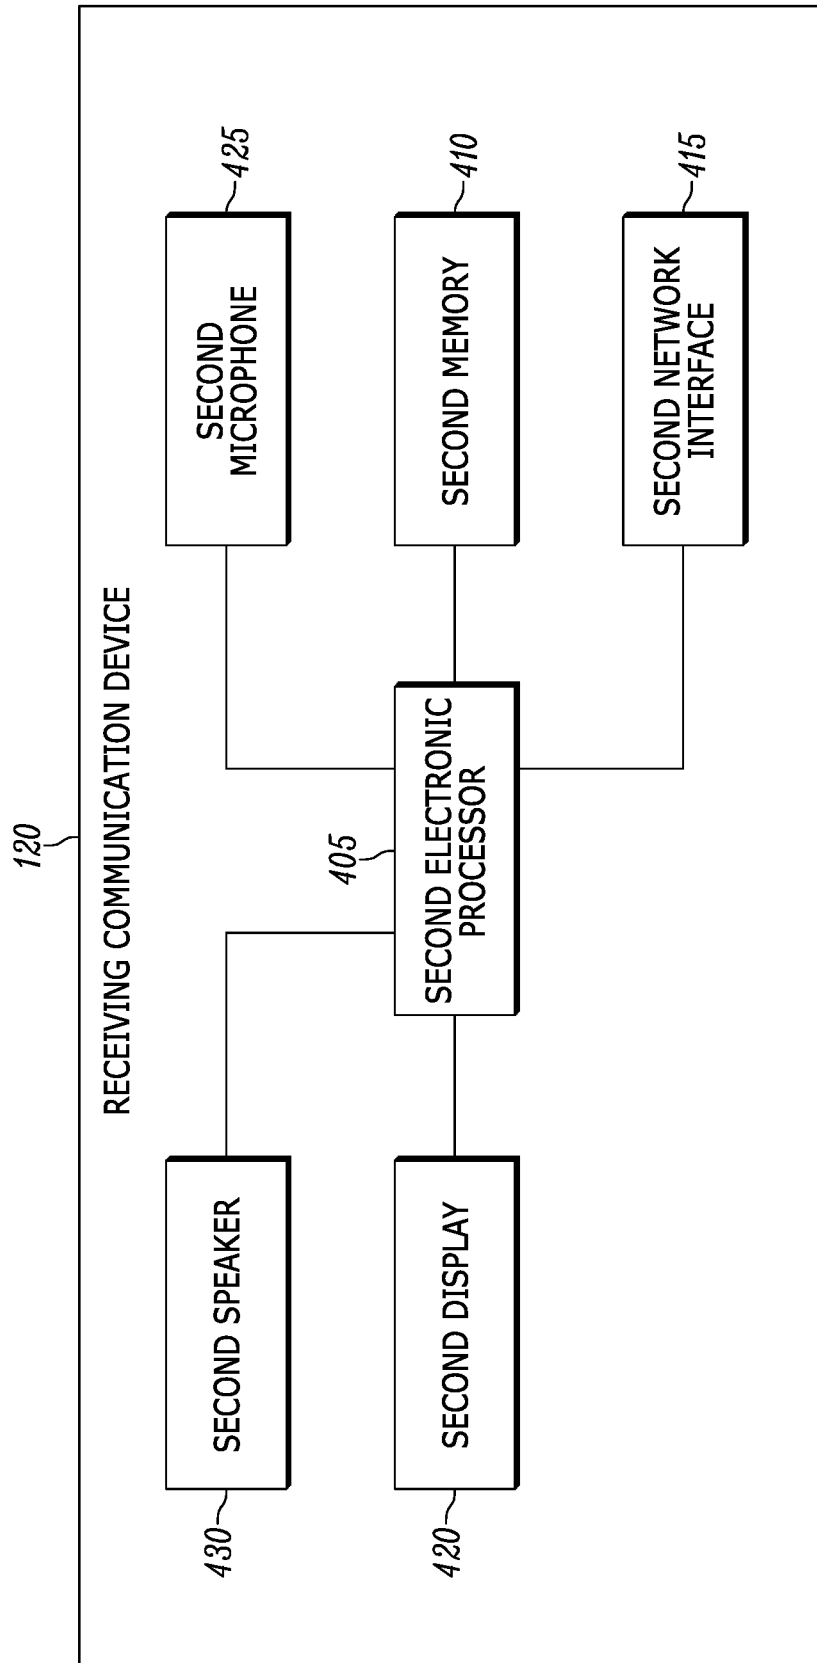 120
RECEIVING COMMUNICATION DEVICE
430
SECOND SPEAKER
SECOND
MICROPHONE
425
405
420
SECOND DISPLAY
SECOND ELECTRONIC
PROCESSOR
SECOND MEMORY
410
SECOND NETWORK
INTERFACE
415